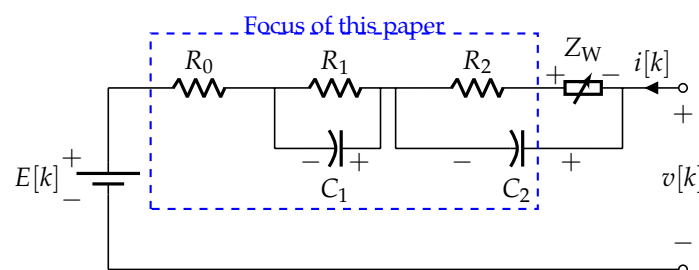 Focus of this paper
R0 R1 R2 ZW i[k]
+ −
+
− + − +
C1 C2
+
E[k] v[k]
−
−